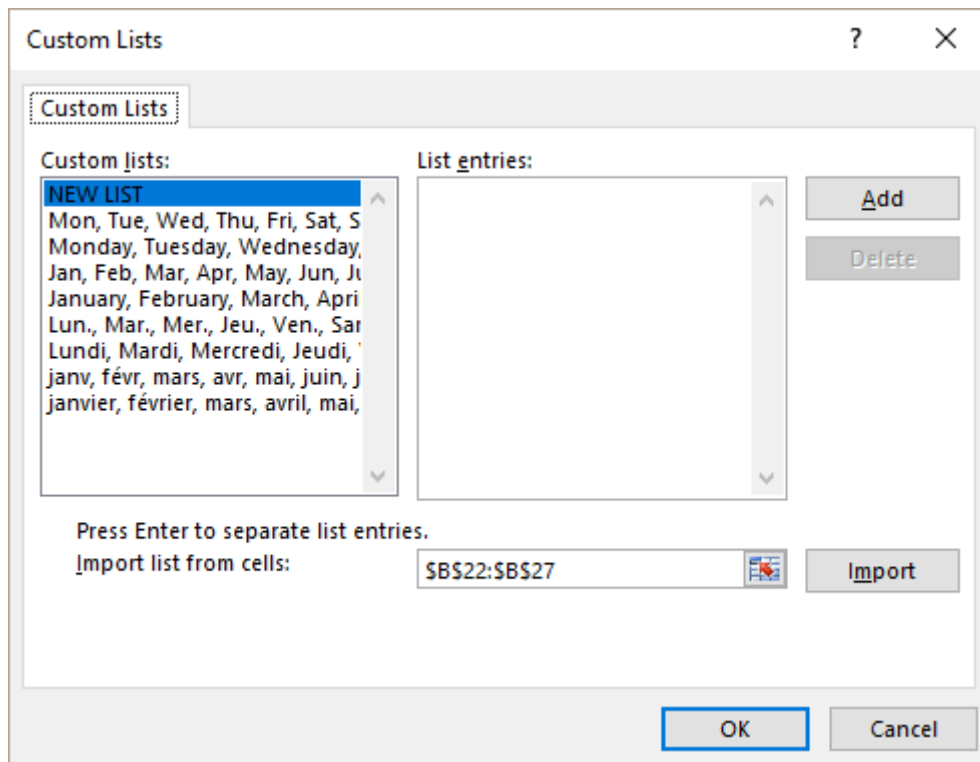 Custom Lists
?
Custom Lists
Custom lists:
List entries:
NEW LIST
Mon, Tue, Wed, Thu, Fri, Sat, S
Monday, Tuesday, Wednesday,
Jan, Feb, Mar, Apr, May, Jun, Ju
January, February, March, Apri
Lun., Mar., Mer., Jeu., Ven., Sar
Lundi, Mardi, Mercredi, Jeudi,
janv, févr, mars, avr, mai, juin, j
janvier, février, mars, avril, mai,
Add
Delete
Press Enter to separate list entries.
Import list from cells:
$B$22:$B$27
Import
OK
Cancel